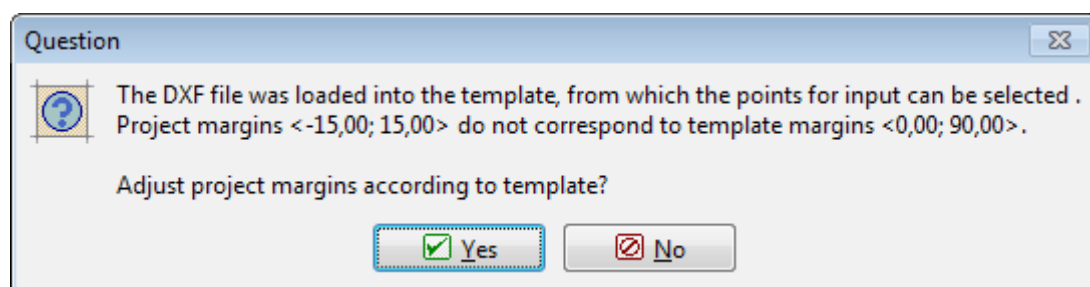 Question
The DXF file was loaded into the template, from which the points for input can be selected .
Project margins <-15,00; 15,00> do not correspond to template margins <0,00; 90,00>.
Adjust project margins according to template?
Yes
No